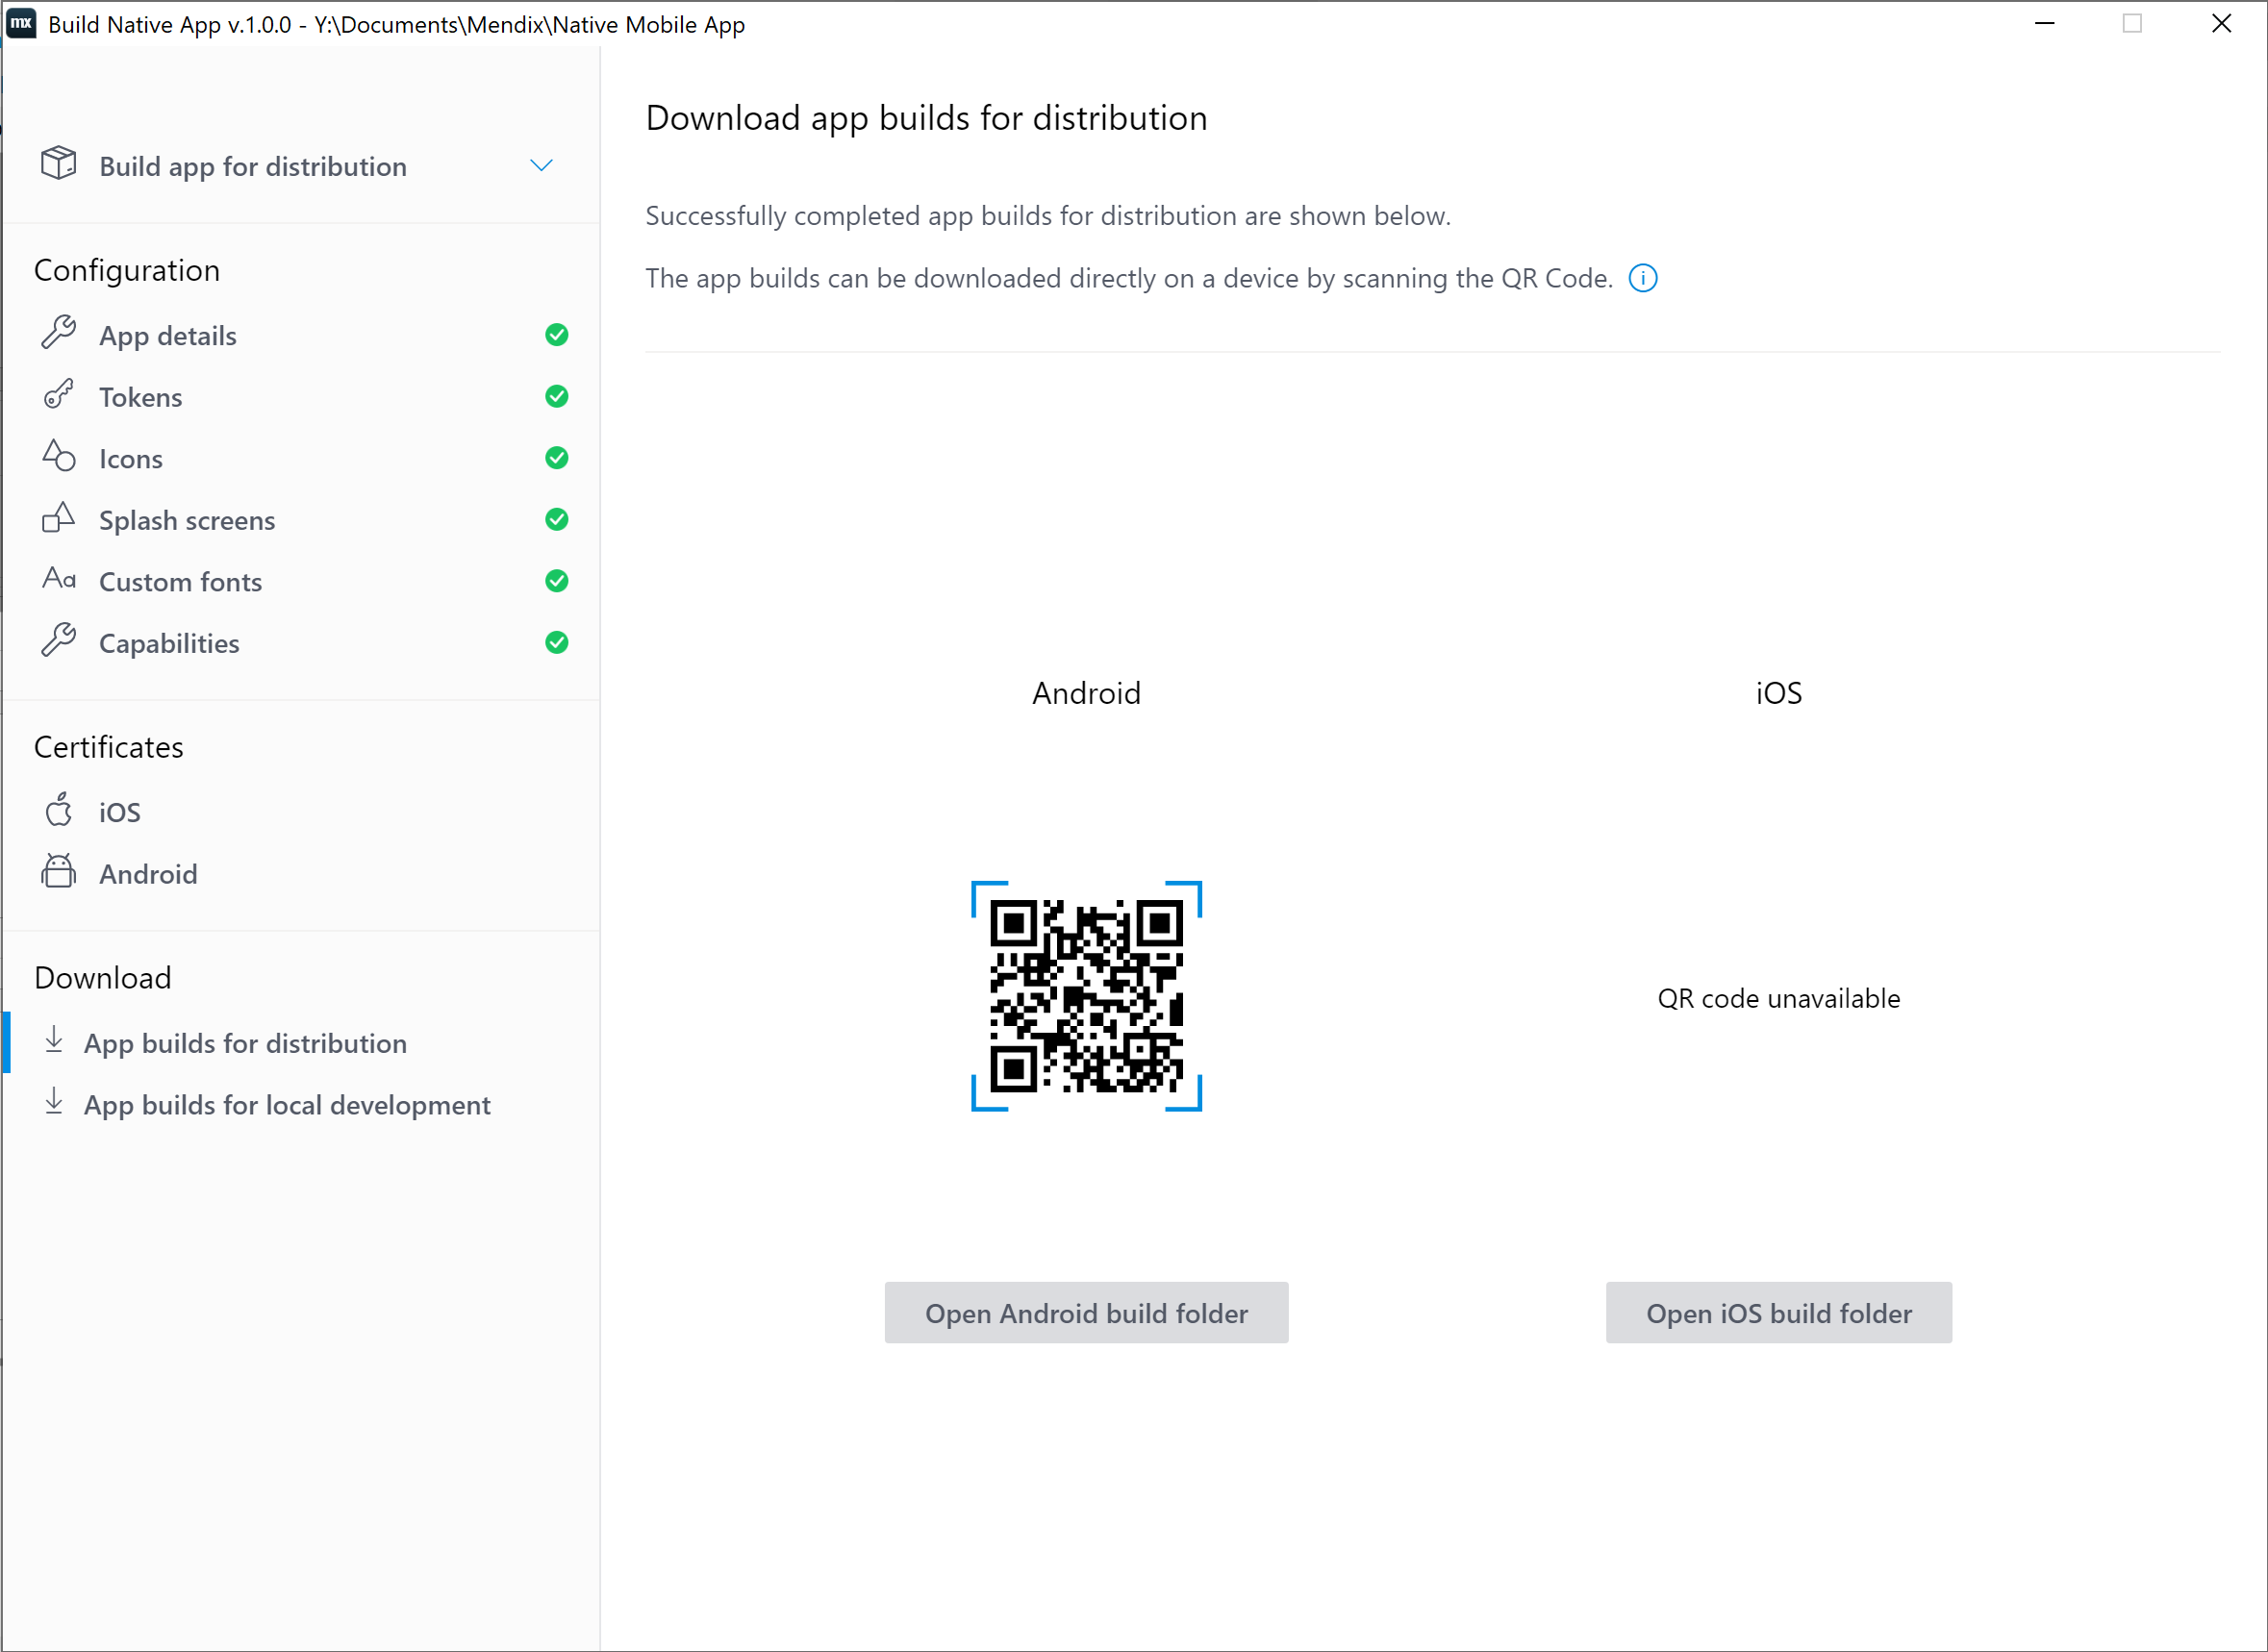 mx Build Native App v.1.0.0 - Y:\Documents\Mendix\Native Mobile App
Build app for distribution
Configuration
App details
Tokens
Icons
Splash screens
Aa Custom fonts
Capabilities
Certificates
iOS
Android
Download
App builds for distribution
App builds for local development
Download app builds for distribution
Successfully completed app builds for distribution are shown below.
The app builds can be downloaded directly on a device by scanning the QR Code. i
Android
iOS
QR code unavailable
Open Android build folder
Open iOS build folder